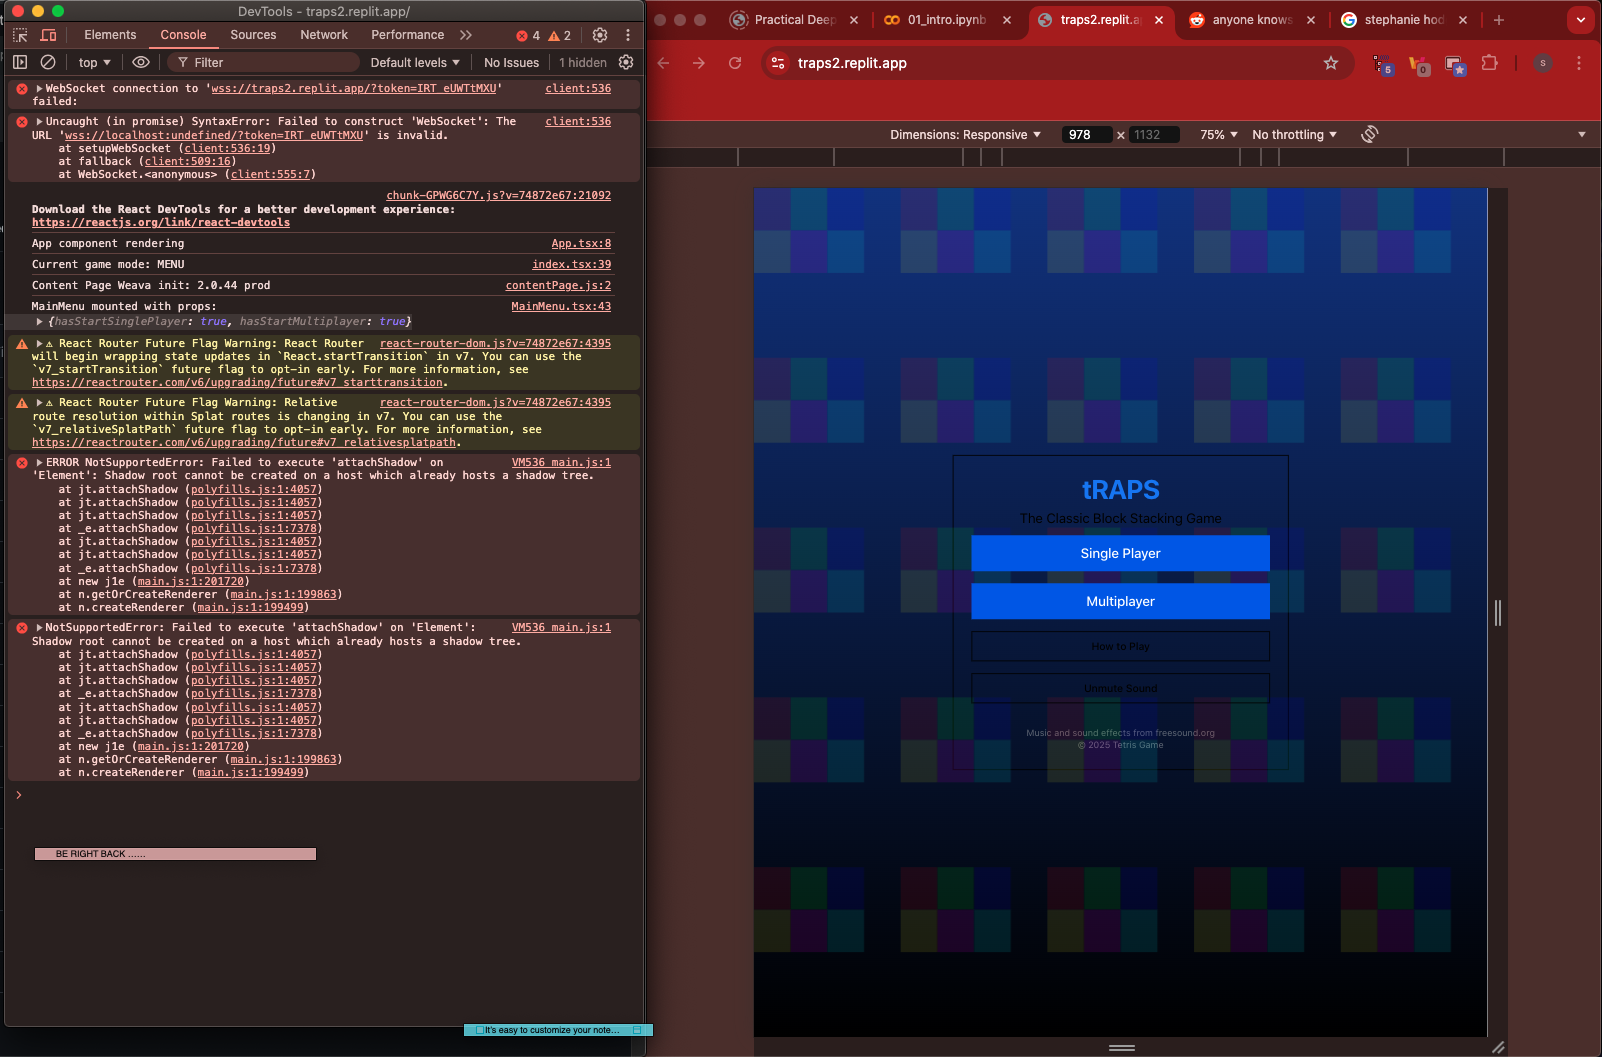 DevTools - traps2.replit.app/
Elements Console Sources Network Performance 4 2
top Filter Default levels No Issues 1 hidden
WebSocket connection to 'wss://traps2.replit.app/?token=IRT_eUWTtMXU' client:536
failed:
Uncaught (in promise) SyntaxError: Failed to construct 'WebSocket': The client:536
URL 'wss://localhost:undefined/?token=IRT_eUWTtMXU' is invalid.
at setupWebSocket (client:536:19)
at fallback (client:509:16)
at WebSocket.<anonymous> (client:555:7)
chunk-GPWG6C7Y.js?v=74872e67:21092
Download the React DevTools for a better development experience:
https://reactjs.org/link/react-devtools
App component rendering App.tsx:8
Current game mode: MENU index.tsx:39
Content Page Weava init: 2.0.44 prod contentPage.js:2
MainMenu mounted with props: MainMenu.tsx:43
{hasStartSinglePlayer: true, hasStartMultiplayer: true}
⚠ React Router Future Flag Warning: React Router react-router-dom.js?v=74872e67:4395
will begin wrapping state updates in `React.startTransition` in v7. You can use the
`v7_startTransition` future flag to opt-in early. For more information, see
https://reactrouter.com/v6/upgrading/future#v7_starttransition.
⚠ React Router Future Flag Warning: Relative react-router-dom.js?v=74872e67:4395
route resolution within Splat routes is changing in v7. You can use the
`v7_relativeSplatPath` future flag to opt-in early. For more information, see
https://reactrouter.com/v6/upgrading/future#v7_relativesplatpath.
ERROR NotSupportedError: Failed to execute 'attachShadow' on VM536 main.js:1
'Element': Shadow root cannot be created on a host which already hosts a shadow tree.
at jt.attachShadow (polyfills.js:1:4057)
at jt.attachShadow (polyfills.js:1:4057)
at jt.attachShadow (polyfills.js:1:4057)
at _e.attachShadow (polyfills.js:1:7378)
at jt.attachShadow (polyfills.js:1:4057)
at jt.attachShadow (polyfills.js:1:4057)
at _e.attachShadow (polyfills.js:1:7378)
at new j1e (main.js:1:201720)
at n.getOrCreateRenderer (main.js:1:199863)
at n.createRenderer (main.js:1:199499)
NotSupportedError: Failed to execute 'attachShadow' on 'Element': VM536 main.js:1
Shadow root cannot be created on a host which already hosts a shadow tree.
at jt.attachShadow (polyfills.js:1:4057)
at jt.attachShadow (polyfills.js:1:4057)
at jt.attachShadow (polyfills.js:1:4057)
at _e.attachShadow (polyfills.js:1:7378)
at jt.attachShadow (polyfills.js:1:4057)
at jt.attachShadow (polyfills.js:1:4057)
at _e.attachShadow (polyfills.js:1:7378)
at new j1e (main.js:1:201720)
at n.getOrCreateRenderer (main.js:1:199863)
at n.createRenderer (main.js:1:199499)
BE RIGHT BACK ......
It's easy to customize your note...
Practical Deep 01_intro.ipynb traps2.replit.a anyone knows stephanie hod
traps2.replit.app 5 0 S
Dimensions: Responsive 978 × 1132 75% No throttling
tRAPS
The Classic Block Stacking Game
Single Player
Multiplayer
How to Play
Unmute Sound
Music and sound effects from freesound.org
© 2025 Tetris Game